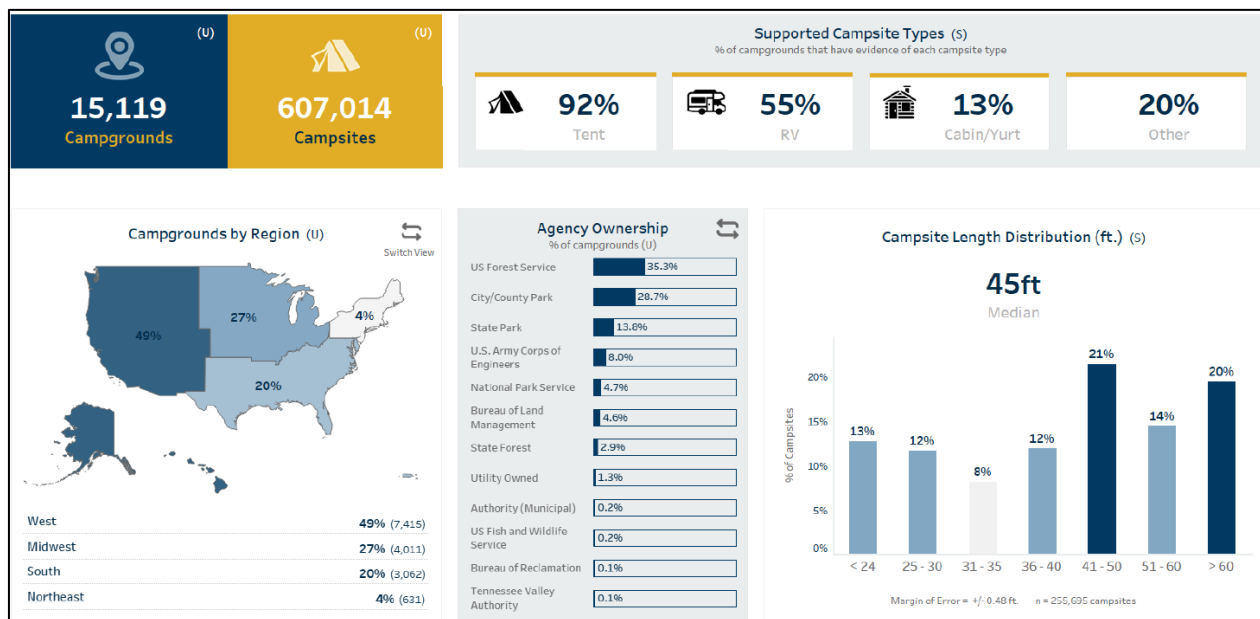 (U)
15,119
Campgrounds
(U)
607,014
Campsites
Supported Campsite Types (S)
% of campgrounds that have evidence of each campsite type
92%
Tent
55%
RV
13%
Cabin/Yurt
20%
Other
Campgrounds by Region (U)
Switch View
49%
27%
4%
20%
West 49% (7,415)
Midwest 27% (4,011)
South 20% (3,062)
Northeast 4% (631)
Agency Ownership
% of campgrounds (U)
US Forest Service 35.3%
City/County Park 28.7%
State Park 13.8%
U.S. Army Corps of
Engineers 8.0%
National Park Service 4.7%
Bureau of Land
Management 4.6%
State Forest 2.9%
Utility Owned 1.3%
Authority (Municipal) 0.2%
US Fish and Wildlife
Service 0.2%
Bureau of Reclamation 0.1%
Tennessee Valley
Authority 0.1%
Campsite Length Distribution (ft.) (S)
45ft
Median
% of Campsites
20%
15%
10%
5%
0%
13%
12%
8%
12%
21%
14%
20%
< 24
25 - 30
31 - 35
36 - 40
41 - 50
51 - 60
> 60
Margin of Error = +/- 0.48 ft. n = 255,695 campsites